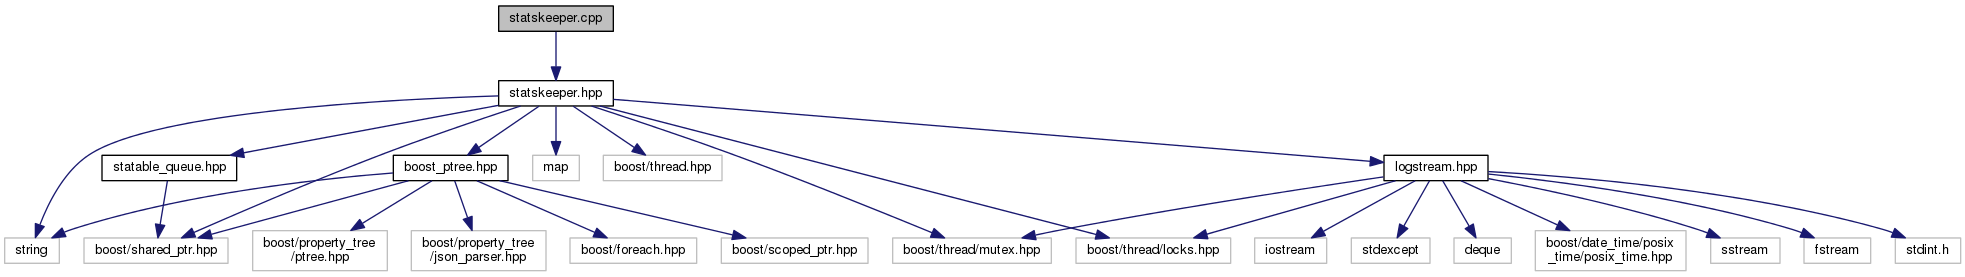 statskeeper.cpp
statskeeper.hpp
statable_queue.hpp
boost_ptree.hpp
map
boost/thread.hpp
logstream.hpp
string
boost/shared_ptr.hpp
boost/property_tree
/ptree.hpp
boost/property_tree
/json_parser.hpp
boost/foreach.hpp
boost/scoped_ptr.hpp
boost/thread/mutex.hpp
boost/thread/locks.hpp
iostream
stdexcept
deque
boost/date_time/posix
_time/posix_time.hpp
sstream
fstream
stdint.h